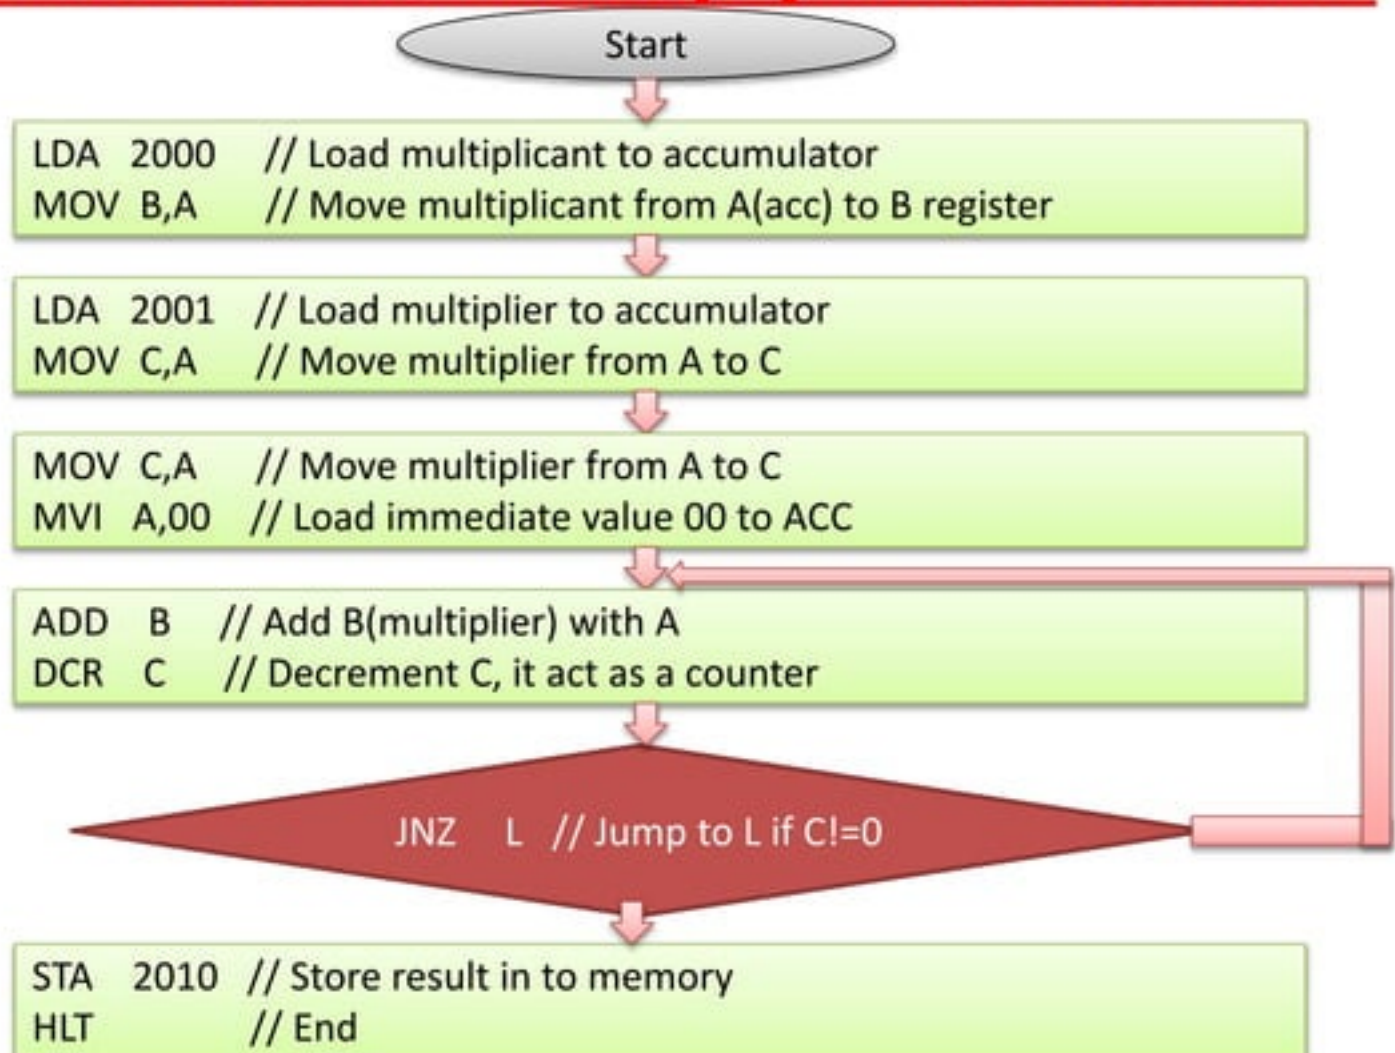 Start
LDA 2000 // Load multiplicant to accumulator
MOV B,A // Move multiplicant from A(acc) to B register
LDA 2001 // Load multiplier to accumulator
MOV C,A // Move multiplier from A to C
MOV C,A // Move multiplier from A to C
MVI A,00 // Load immediate value 00 to ACC
ADD B // Add B(multiplier) with A
DCR C // Decrement C, it act as a counter
JNZ L // Jump to L if C!=0
STA 2010 // Store result in to memory
HLT // End